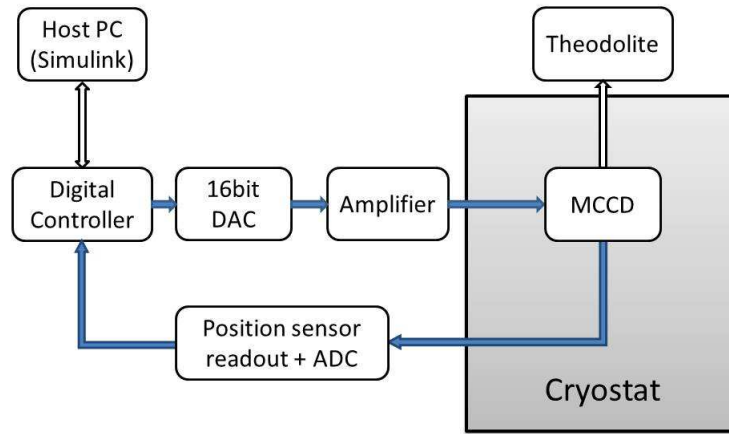 Host PC
(Simulink)
Theodolite
Digital
Controller
16bit
DAC
Amplifier
MCCD
Position sensor
readout + ADC
Cryostat